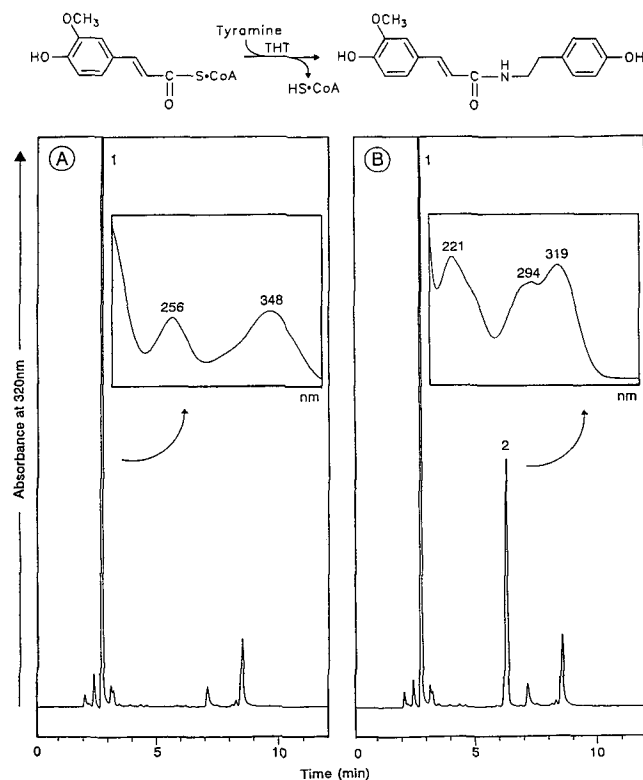 OCH₃
HO
C
S•CoA
O
Tyramine
THT
HS•CoA
OCH₃
HO
C
N
H
O
OH
Absorbance at 320nm
A
1
256
348
nm
0
5
10
B
1
221
294
319
nm
2
0
5
10
Time (min)